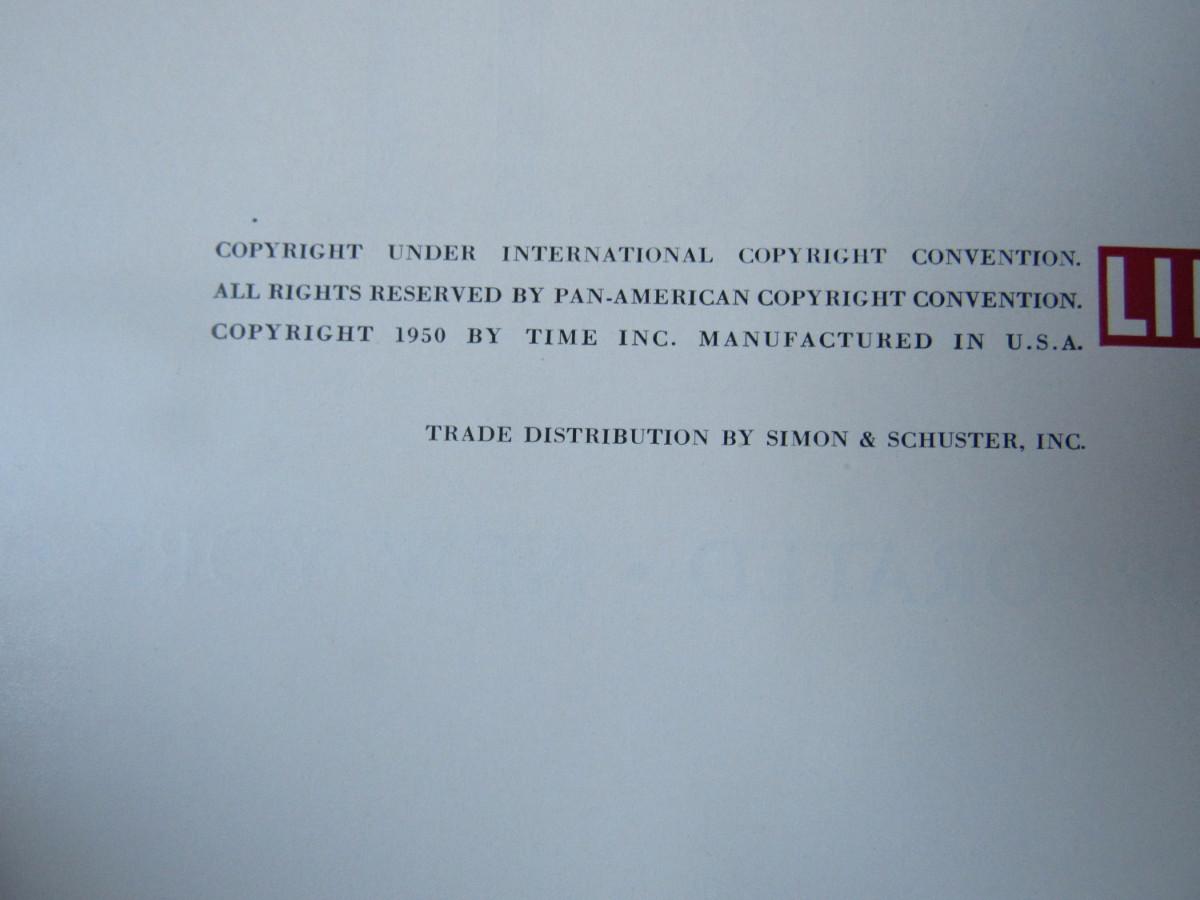 COPYRIGHT UNDER INTERNATIONAL COPYRIGHT CONVENTION.
ALL RIGHTS RESERVED BY PAN-AMERICAN COPYRIGHT CONVENTION.
COPYRIGHT 1950 BY TIME INC. MANUFACTURED IN U.S.A.
LI
TRADE DISTRIBUTION BY SIMON & SCHUSTER, INC.